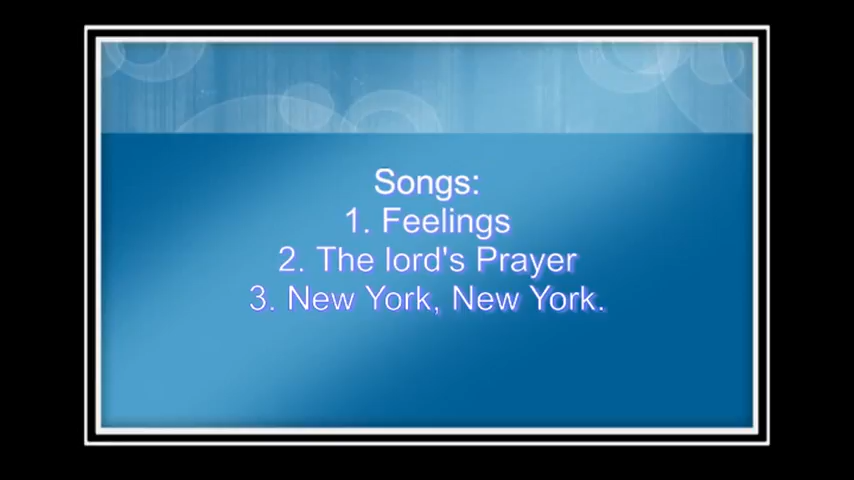 Songs:
1. Feelings
2. The lord's Prayer
3. New York, New York.